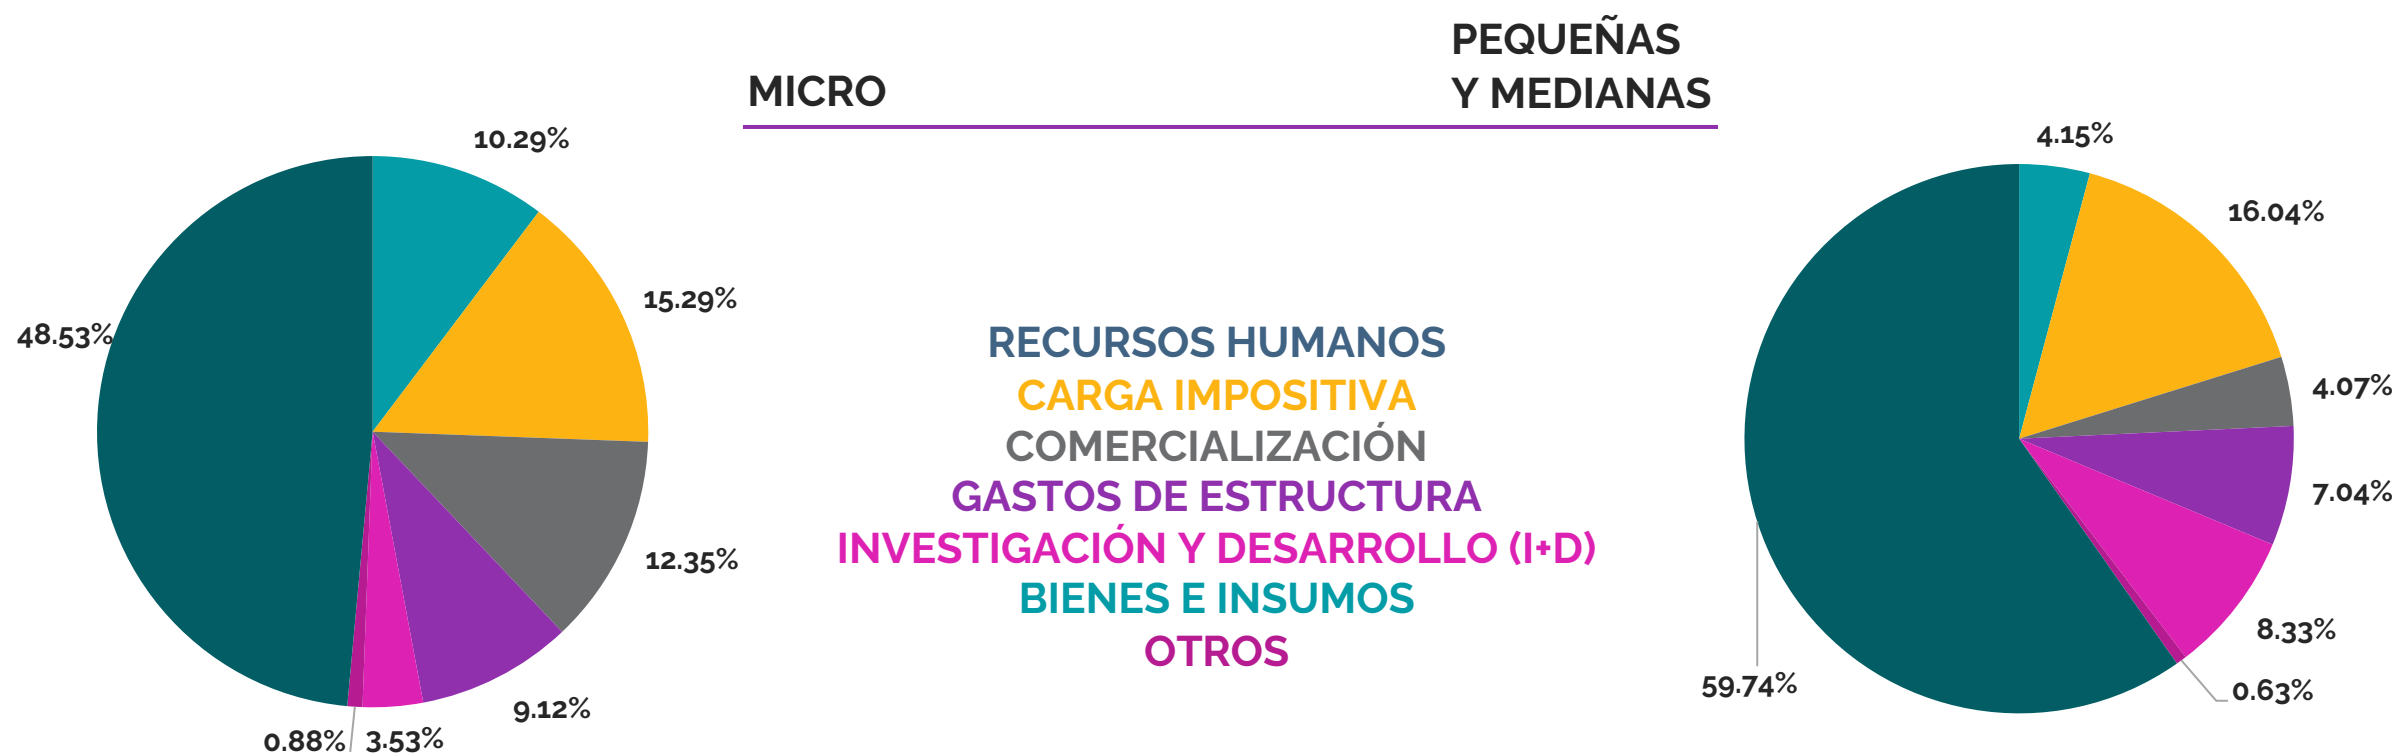 MICRO
PEQUEÑAS
Y MEDIANAS
10.29%
15.29%
48.53%
12.35%
9.12%
0.88%
3.53%
RECURSOS HUMANOS
CARGA IMPOSITIVA
COMERCIALIZACIÓN
GASTOS DE ESTRUCTURA
INVESTIGACIÓN Y DESARROLLO (I+D)
BIENES E INSUMOS
OTROS
4.15%
16.04%
4.07%
7.04%
8.33%
0.63%
59.74%